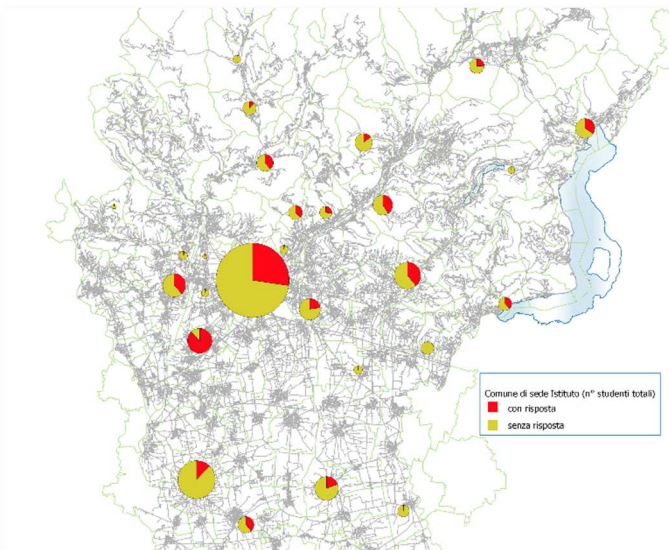 Comune di sede Istituto (n° studenti totali)
con risposta
senza risposta